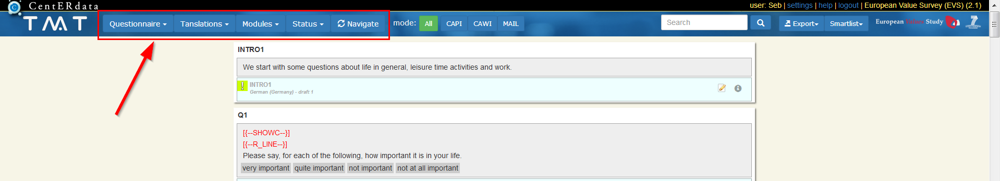 CentERdata
user: Seb | settings | help | logout | European Value Survey (EVS) (2.1)
TMT
Questionnaire Tanslations Modules Status Navigate mode: All CAPI CAWI MAIL Search Export Smartlist European Values Study
INTRO1
We start with some questions about life in general, leisure time activities and work.
INTRO1
German (Germany) - draft 1
Q1
[{--SHOWC--}]
[{--R_LINE--}]
Please say, for each of the following, how important it is in your life.
very important quite important not important not at all important